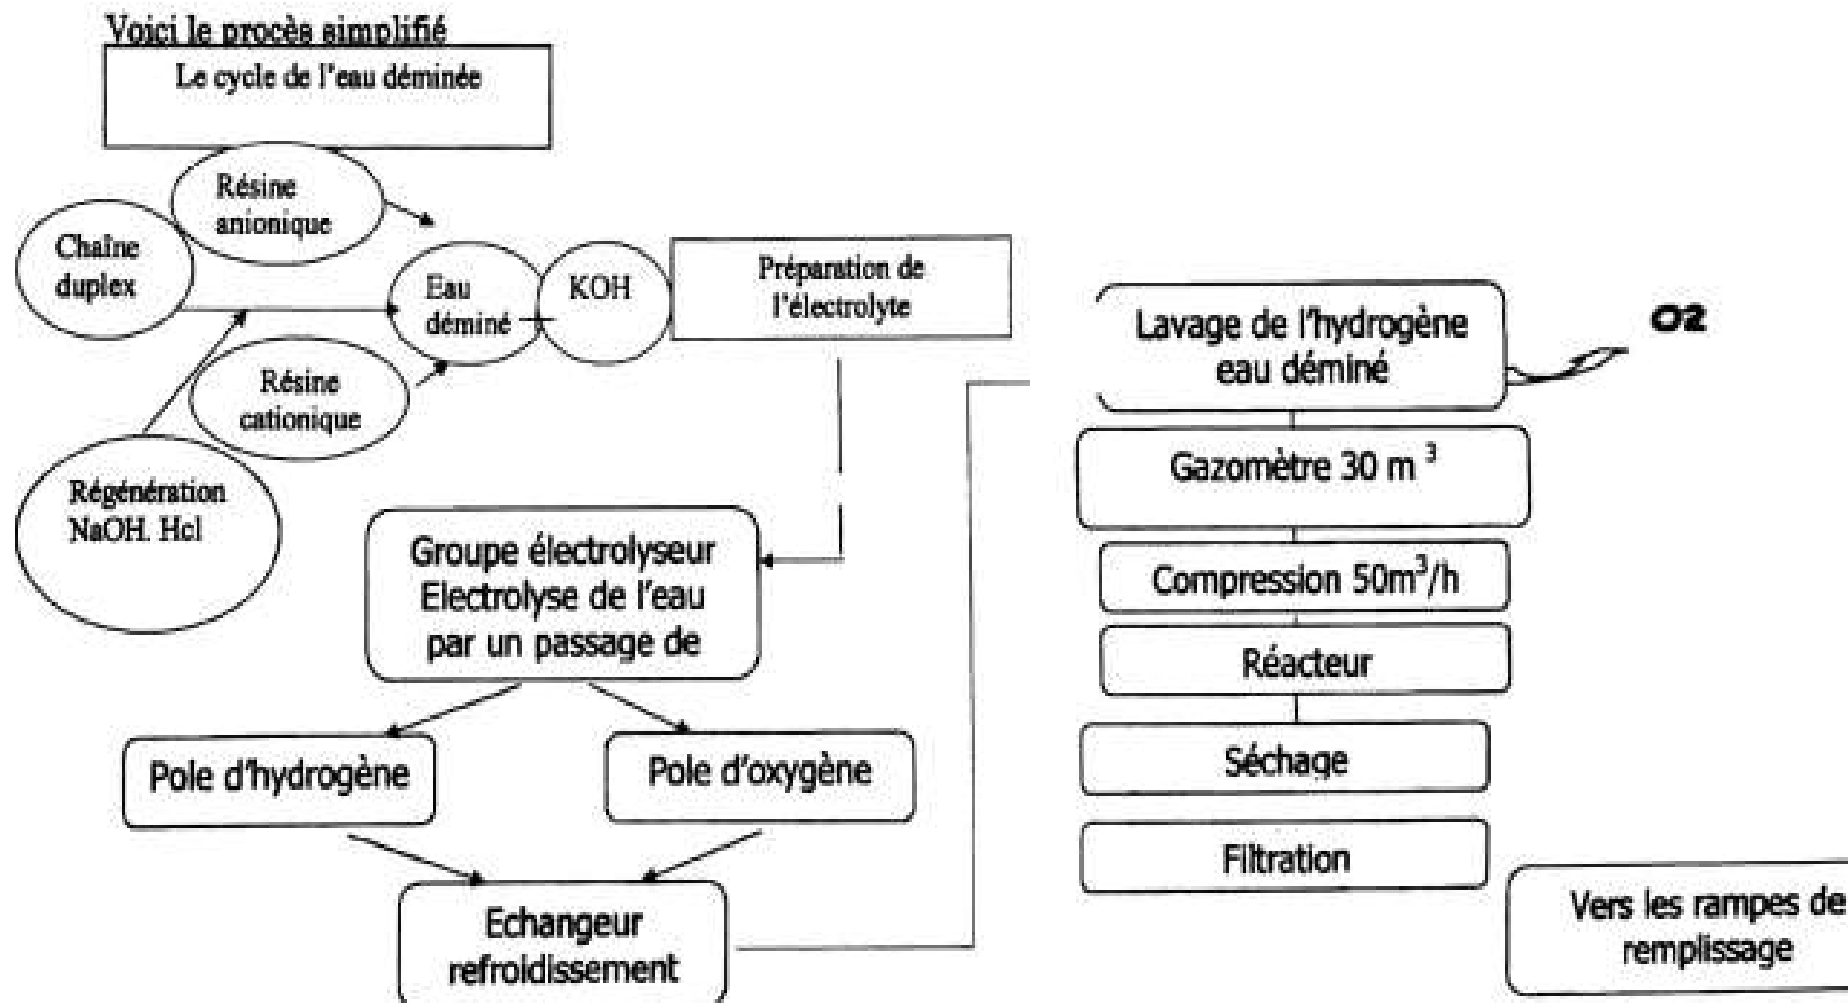 Voici le procès simplifié
Le cycle de l'eau déminée
Résine
anionique
Chaîne
duplex
Eau
déminé
KOH
Préparation de
l'électrolyte
Résine
cationique
Régénération
NaOH. Hcl
Groupe électrolyseur
Electrolyse de l'eau
par un passage de
Pole d'hydrogène
Pole d'oxygène
Echangeur
refroidissement
Lavage de l'hydrogène
eau déminé
O2
Gazomètre 30 m ³
Compression 50m³/h
Réacteur
Séchage
Filtration
Vers les rampes de
remplissage